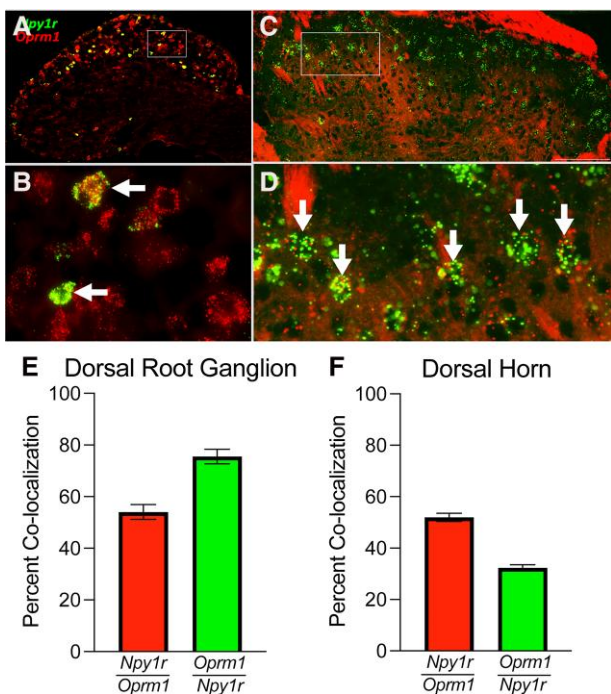 A
Npy1r
Oprm1
C
B
D
E Dorsal Root Ganglion
100
80
60
40
20
0
Percent Co-localization
Npy1r
Oprm1
Oprm1
Npy1r
F Dorsal Horn
100
80
60
40
20
0
Percent Co-localization
Npy1r
Oprm1
Oprm1
Npy1r